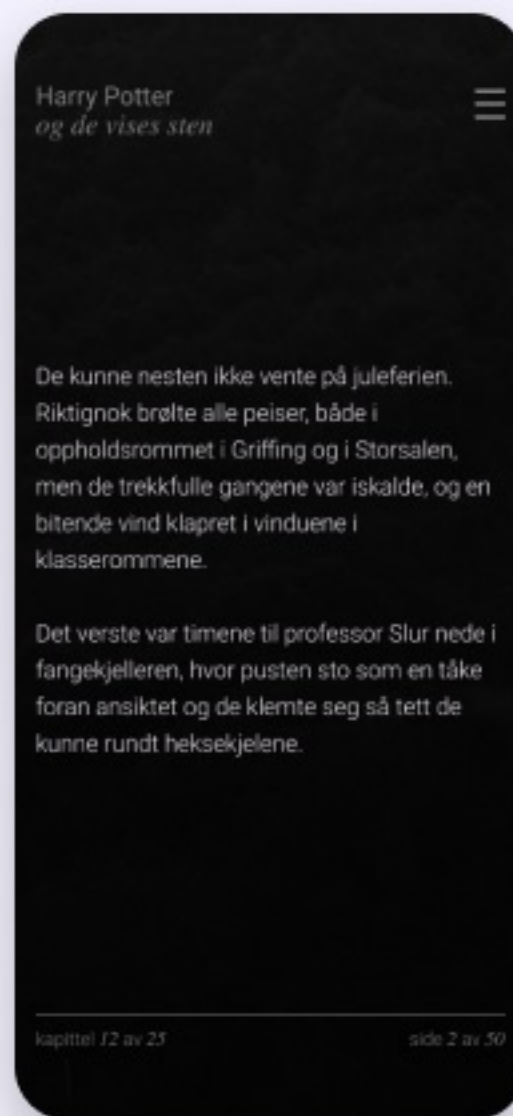 Harry Potter
og de vises sten
De kunne nesten ikke vente på juleferien.
Riktignok brølte alle peiser, både i
oppholdsrommet i Griffing og i Storsalen,
men de trekkfulle gangene var iskalde, og en
bitende vind klapret i vinduene i
klasserommene.
Det verste var timene til professor Slur nede i
fangekjelleren, hvor pusten sto som en tåke
foran ansiktet og de klemte seg så tett de
kunne rundt heksekjelene.
kapittel 12 av 25
side 2 av 50